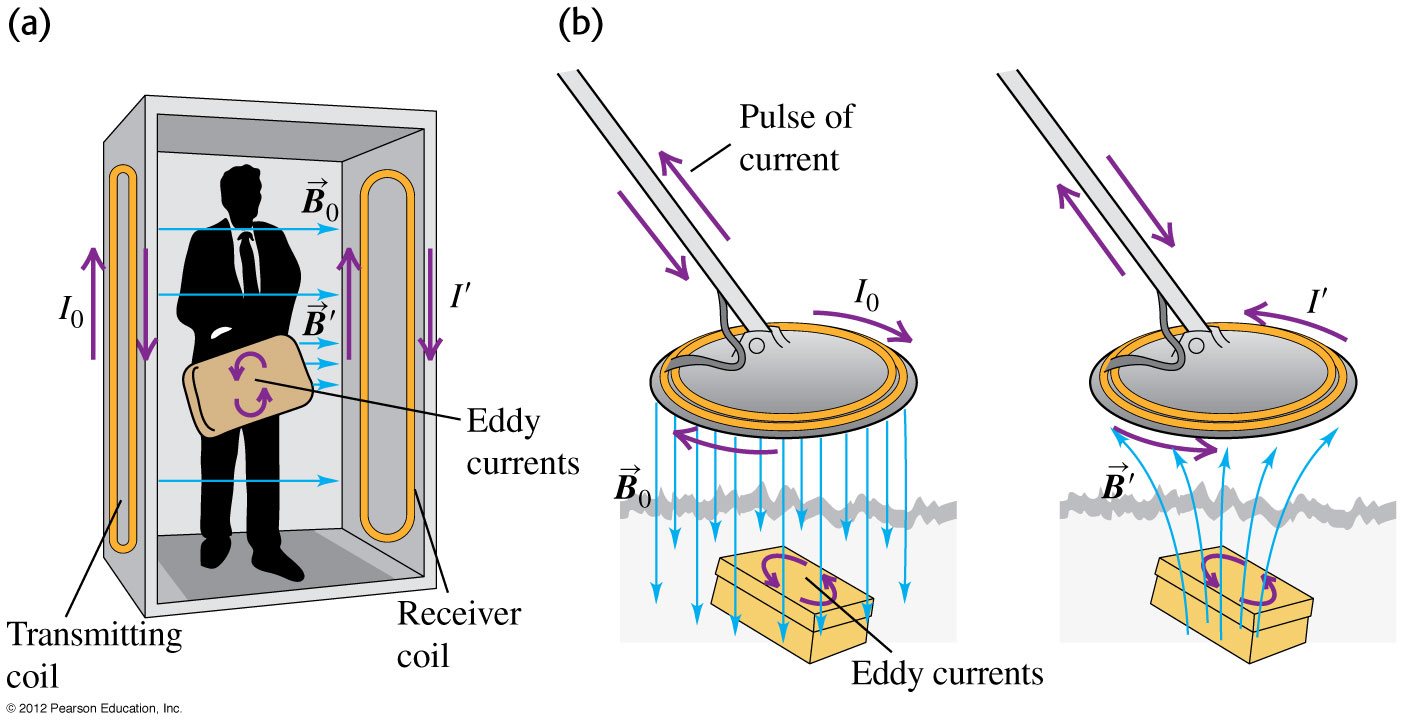 (a)
B⃗₀
I₀
B⃗′
I′
Eddy
currents
Transmitting
coil
Receiver
coil
(b)
Pulse of
current
I₀
B⃗₀
Eddy currents
I′
B⃗′
© 2012 Pearson Education, Inc.